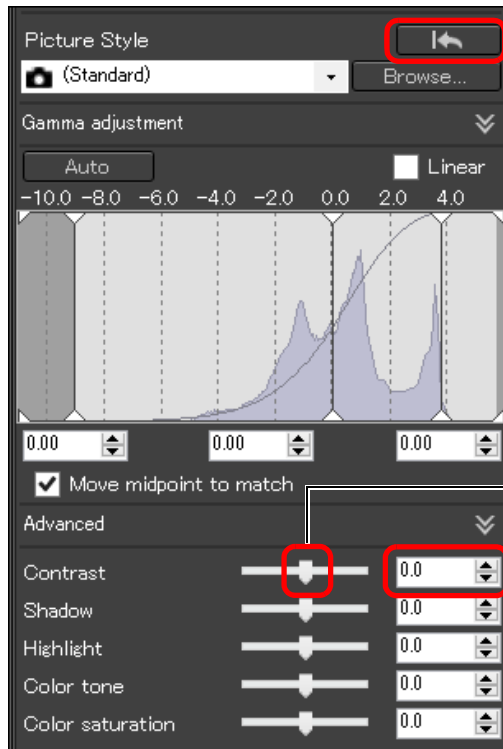 Picture Style
(Standard)
Browse...
Gamma adjustment
Auto
Linear
-10.0 -8.0 -6.0 -4.0 -2.0 0.0 2.0 4.0
0.00 0.00 0.00
Move midpoint to match
Advanced
Contrast 0.0
Shadow 0.0
Highlight 0.0
Color tone 0.0
Color saturation 0.0